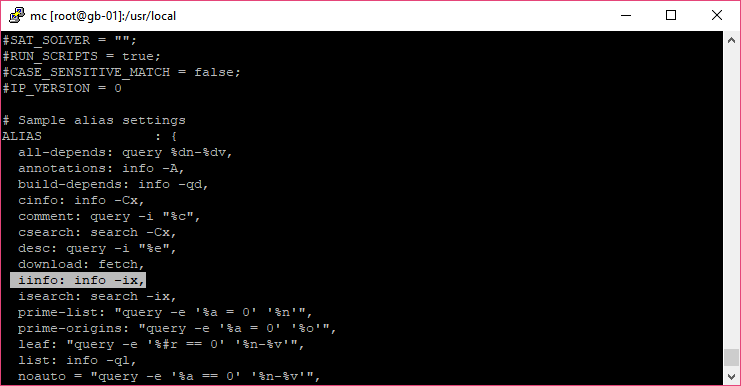 mc [root@gb-01]:/usr/local
#SAT_SOLVER = "";
#RUN_SCRIPTS = true;
#CASE_SENSITIVE_MATCH = false;
#IP_VERSION = 0
# Sample alias settings
ALIAS              : {
  all-depends: query %dn-%dv,
  annotations: info -A,
  build-depends: info -qd,
  cinfo: info -Cx,
  comment: query -i "%c",
  csearch: search -Cx,
  desc: query -i "%e",
  download: fetch,
  iinfo: info -ix,
  isearch: search -ix,
  prime-list: "query -e '%a = 0' '%n'",
  prime-origins: "query -e '%a = 0' '%o'",
  leaf: "query -e '%#r == 0' '%n-%v'",
  list: info -ql,
  noauto = "query -e '%a == 0' '%n-%v'",